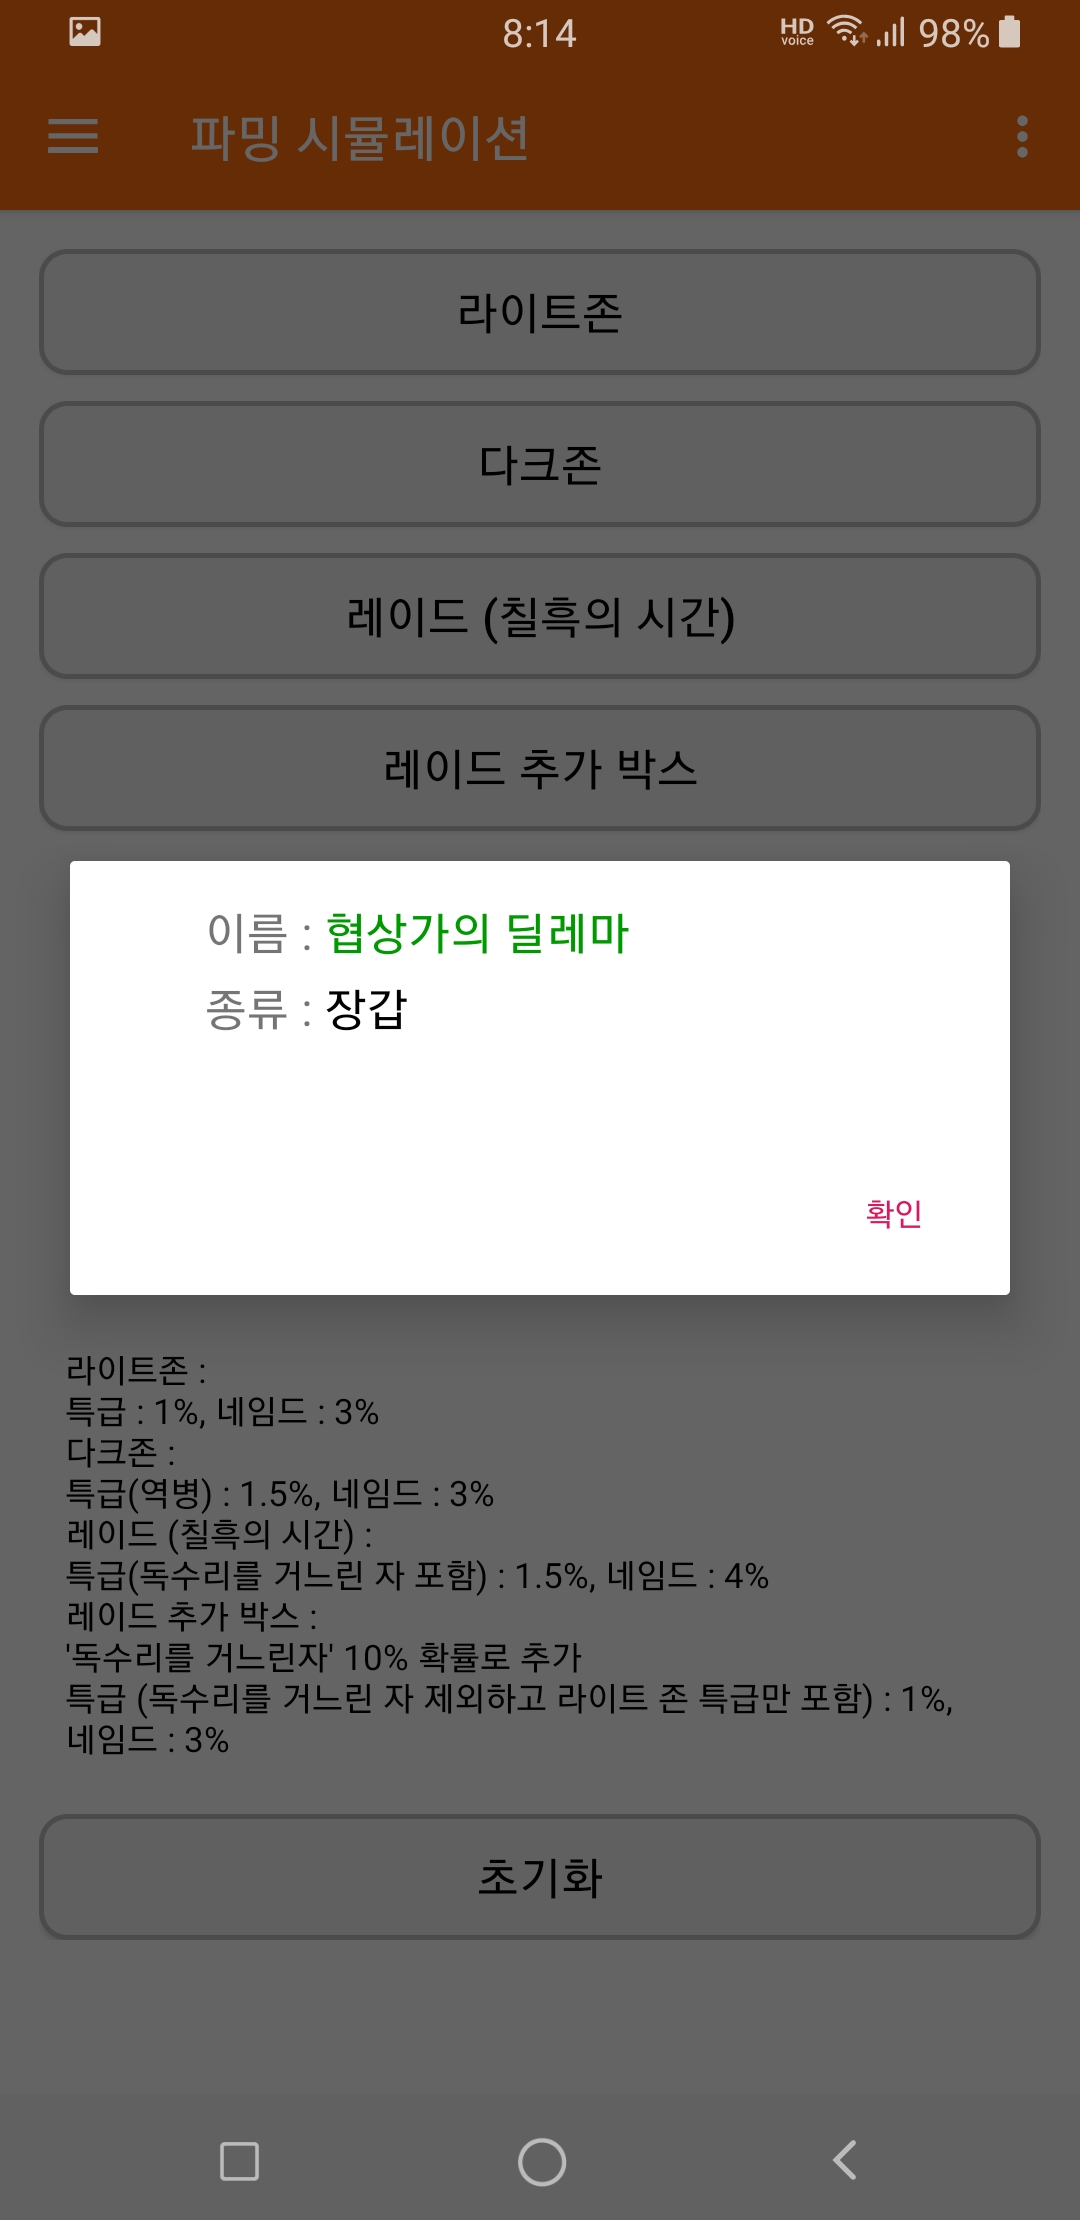 8:14 HD voice 98%
파밍 시뮬레이션
라이트존
다크존
레이드 (칠흑의 시간)
레이드 추가 박스
이름 : 협상가의 딜레마
종류 : 장갑
확인
라이트존 :
특급 : 1%, 네임드 : 3%
다크존 :
특급(역병) : 1.5%, 네임드 : 3%
레이드 (칠흑의 시간) :
특급(독수리를 거느린 자 포함) : 1.5%, 네임드 : 4%
레이드 추가 박스 :
'독수리를 거느린자' 10% 확률로 추가
특급 (독수리를 거느린 자 제외하고 라이트 존 특급만 포함) : 1%,
네임드 : 3%
초기화